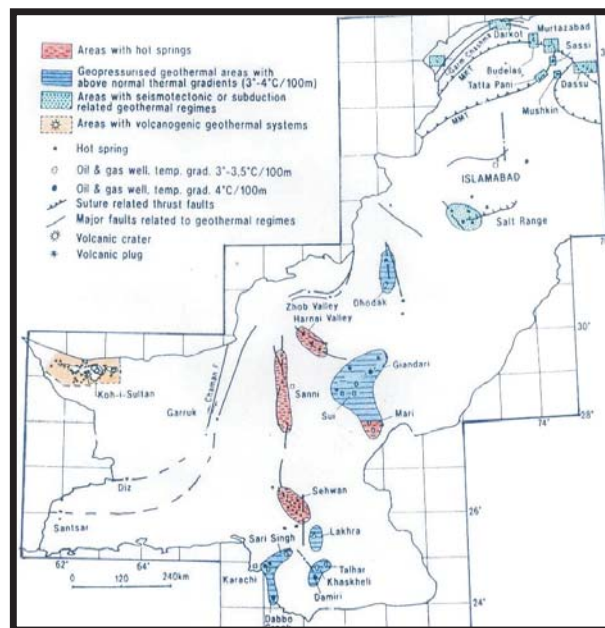 Areas with hot springs
Geopressurised geothermal areas with
above normal thermal gradients (3°-4°C/100m)
Areas with seismotectonic or subduction
related geothermal regimes
Areas with volcanogenic geothermal systems
Hot spring
Oil & gas well, temp. grad. 3°-3.5°C/100m
Oil & gas well, temp. grad. 4°C/100m
Suture related thrust faults
Major faults related to geothermal regimes
Volcanic crater
Volcanic plug
Darkot
Murtazabad
Garm Chashma
Sassi
MKT
Budelas
Tatta Pani
Dassu
Mushkin
MMT
ISLAMABAD
Salt Range
Zhob Valley
Dhodak
Harnai Valley
30°
Giandari
Koh-i-Sultan
Chaman F
Sanni
Garruk
Sui
Mari
74°
28°
Diz
Sehwan
26°
Santsar
Sari Singh
Lakhra
62°
64°
Karachi
Talhar
Khaskheli
0 120 240km
Damiri
24°
Dabbo